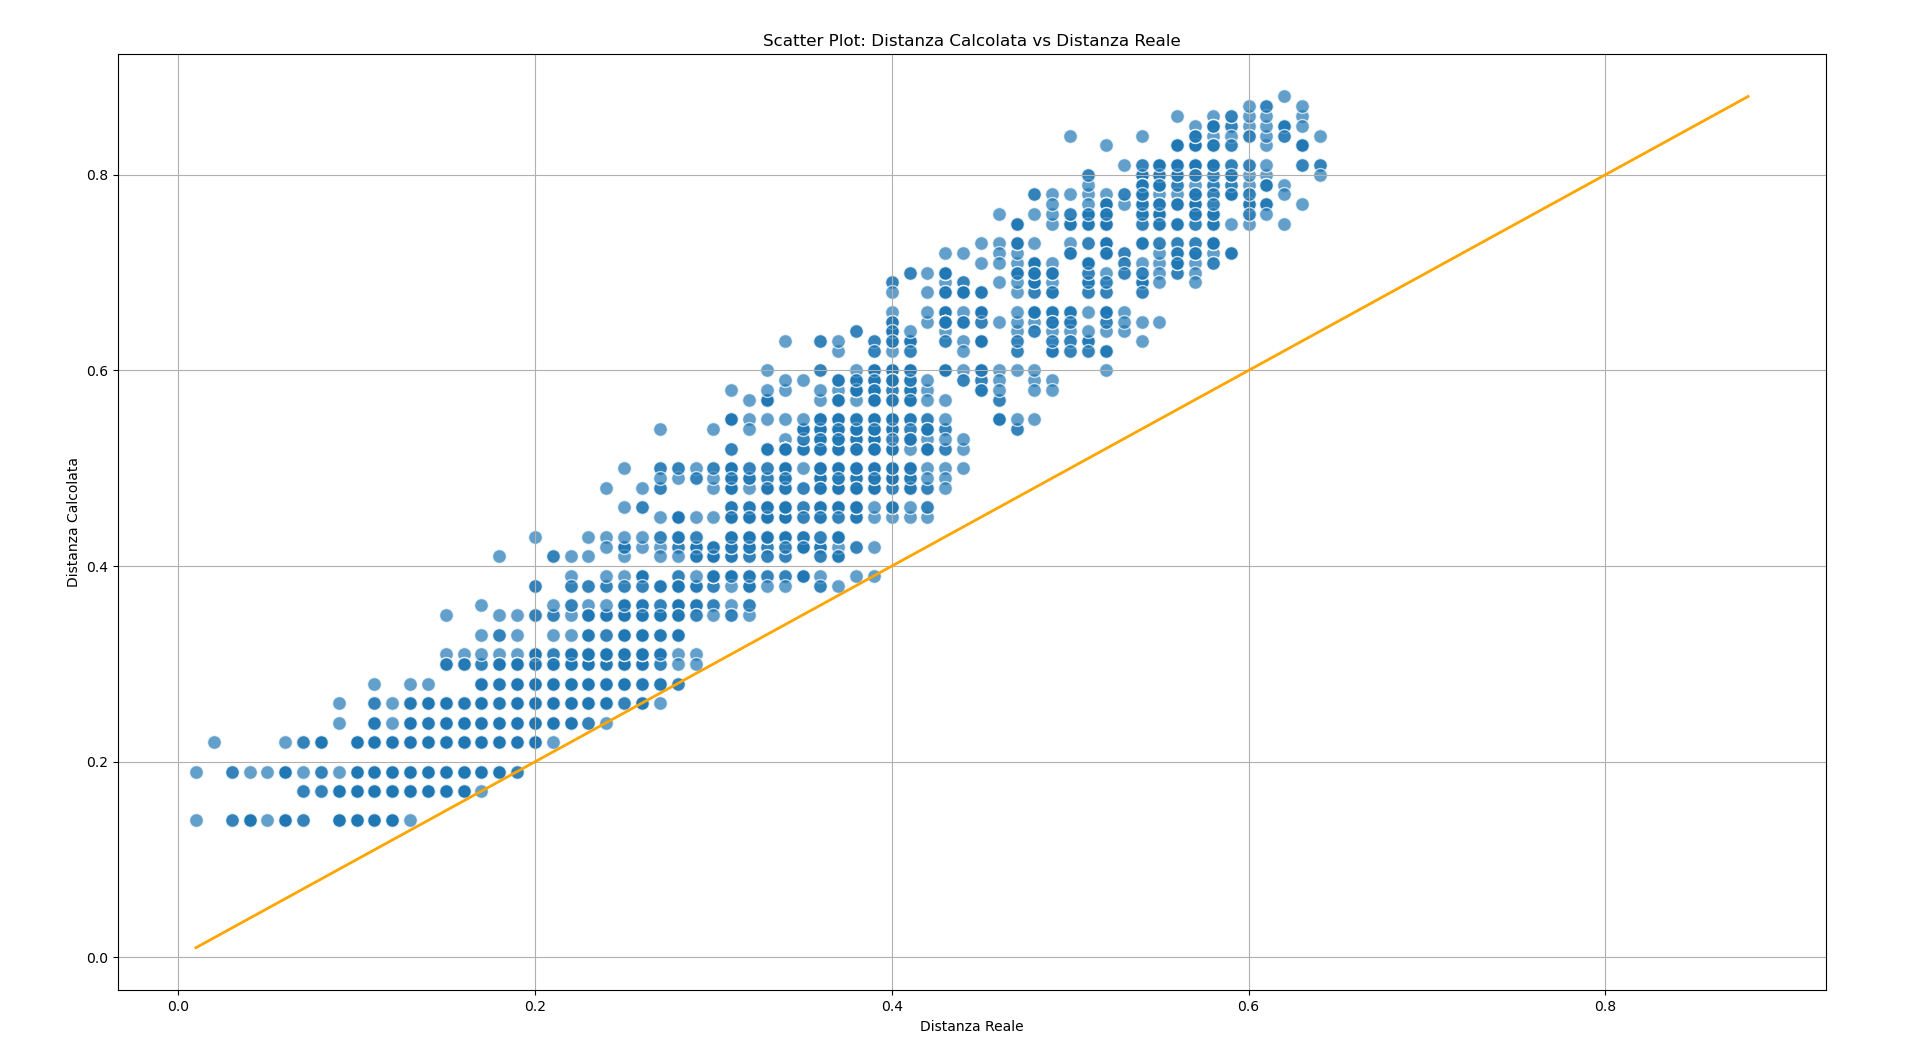 Scatter Plot: Distanza Calcolata vs Distanza Reale
Distanza Calcolata
0.8
0.6
0.4
0.2
0.0
0.0 0.2 0.4 0.6 0.8
Distanza Reale